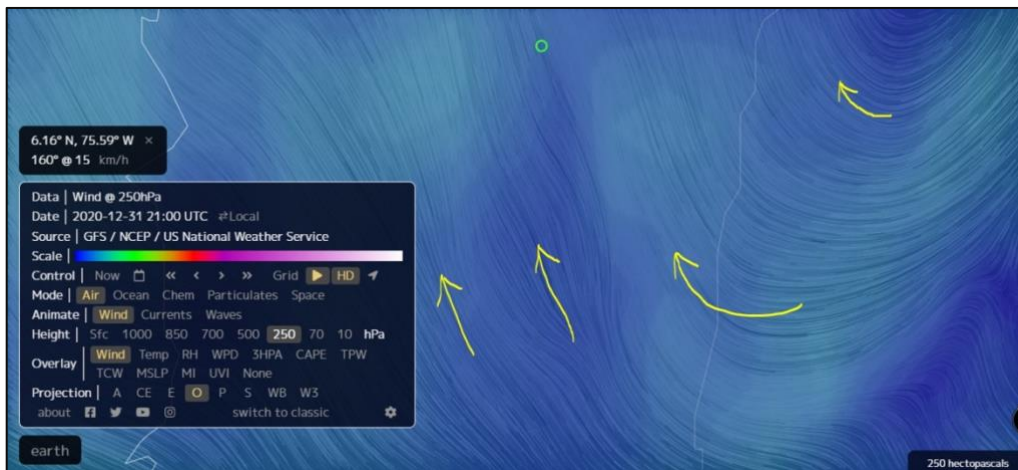 6.16° N, 75.59° W ×
160° @ 15 km/h
Data | Wind @ 250hPa
Date | 2020-12-31 21:00 UTC ⇄Local
Source | GFS / NCEP / US National Weather Service
Scale |
Control | Now « ‹ › » Grid HD
Mode | Air Ocean Chem Particulates Space
Animate | Wind Currents Waves
Height | Sfc 1000 850 700 500 250 70 10 hPa
Overlay | Wind Temp RH WPD 3HPA CAPE TPW
TCW MSLP MI UVI None
Projection | A CE E O P S WB W3
about switch to classic
earth
250 hectopascals